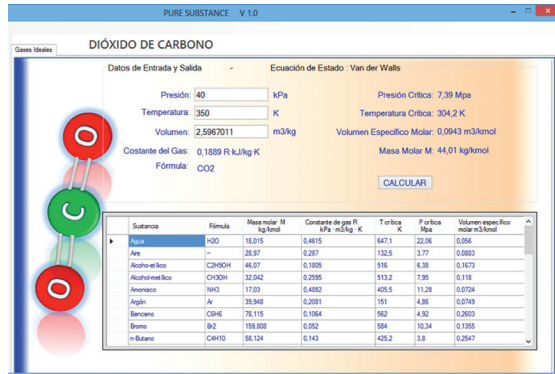 PURE SUBSTANCE V 1.0
Gases Ideales
DIÓXIDO DE CARBONO
Datos de Entrada y Salida - Ecuación de Estado : Van der Walls
Presión: 40 kPa Presión Crítica: 7,39 Mpa
Temperatura: 350 K Temperatura Crítica: 304,2 K
Volumen: 2,5967011 m3/kg Volumen Especifico Molar: 0,0943 m3/kmol
Costante del Gas: 0,1889 R·kJ/kg·K Masa Molar M: 44,01 kg/kmol
Fórmula: CO2
CALCULAR
O C O
Sustancia Fórmula Masa molar M kg/kmol Constante de gas R kPa · m3/kg · K T crítica K P crítica Mpa Volumen especifico molar m3/kmol
Agua H2O 18,015 0,4615 647,1 22,06 0,056
Aire -- 28,97 0,287 132,5 3,77 0,0883
Alcohol-etílico C2H5OH 46,07 0,1805 516 6,38 0,1673
Alcohol-metílico CH3OH 32,042 0,2595 513,2 7,95 0,118
Amoniaco NH3 17,03 0,4882 405,5 11,28 0,0724
Argón Ar 39,948 0,2081 151 4,86 0,0749
Benceno C6H6 78,115 0,1064 562 4,92 0,2603
Bromo Br2 159,808 0,052 584 10,34 0,1355
n-Butano C4H10 58,124 0,143 425,2 3,8 0,2547